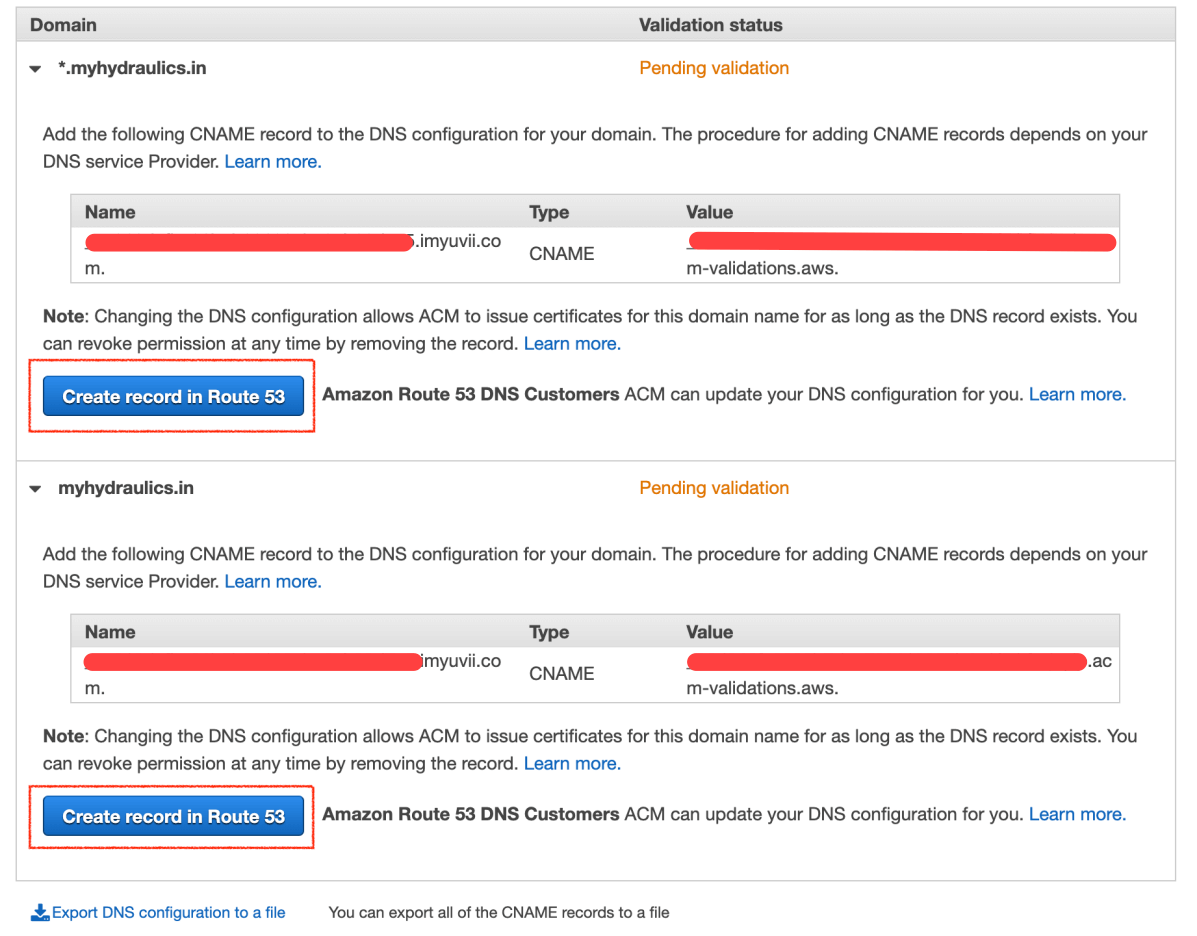 Domain Validation status
*.myhydraulics.in Pending validation
Add the following CNAME record to the DNS configuration for your domain. The procedure for adding CNAME records depends on your
DNS service Provider. Learn more.
Name Type Value
.imyuvii.co
CNAME
m. m-validations.aws.
Note: Changing the DNS configuration allows ACM to issue certificates for this domain name for as long as the DNS record exists. You
can revoke permission at any time by removing the record. Learn more.
Create record in Route 53 Amazon Route 53 DNS Customers ACM can update your DNS configuration for you. Learn more.
myhydraulics.in Pending validation
Add the following CNAME record to the DNS configuration for your domain. The procedure for adding CNAME records depends on your
DNS service Provider. Learn more.
Name Type Value
imyuvii.co .ac
CNAME
m. m-validations.aws.
Note: Changing the DNS configuration allows ACM to issue certificates for this domain name for as long as the DNS record exists. You
can revoke permission at any time by removing the record. Learn more.
Create record in Route 53 Amazon Route 53 DNS Customers ACM can update your DNS configuration for you. Learn more.
Export DNS configuration to a file You can export all of the CNAME records to a file